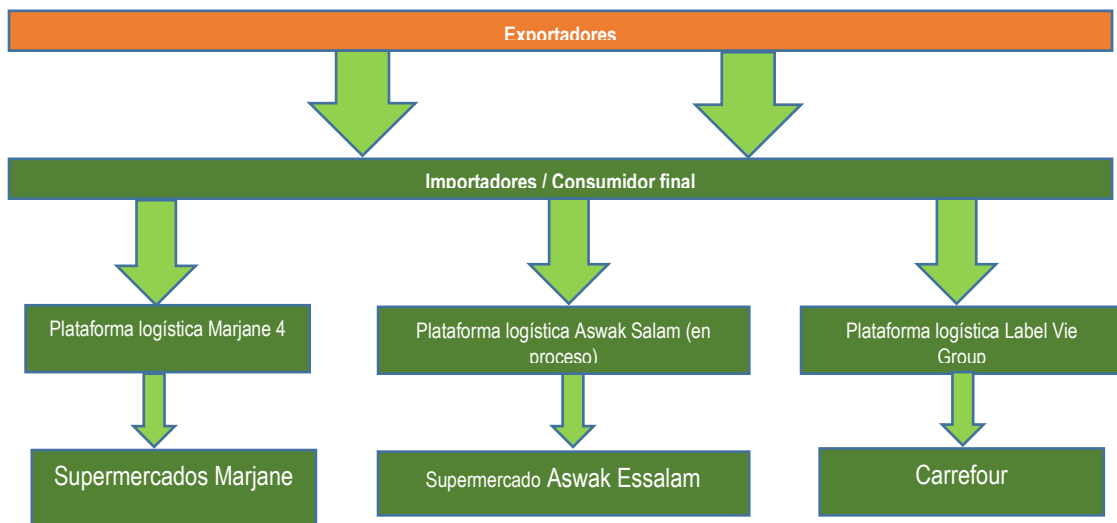 Exportadores
Importadores / Consumidor final
Plataforma logística Marjane 4
Plataforma logística Aswak Salam (en
proceso)
Plataforma logística Label Vie
Group
Supermercados Marjane
Supermercado Aswak Essalam
Carrefour